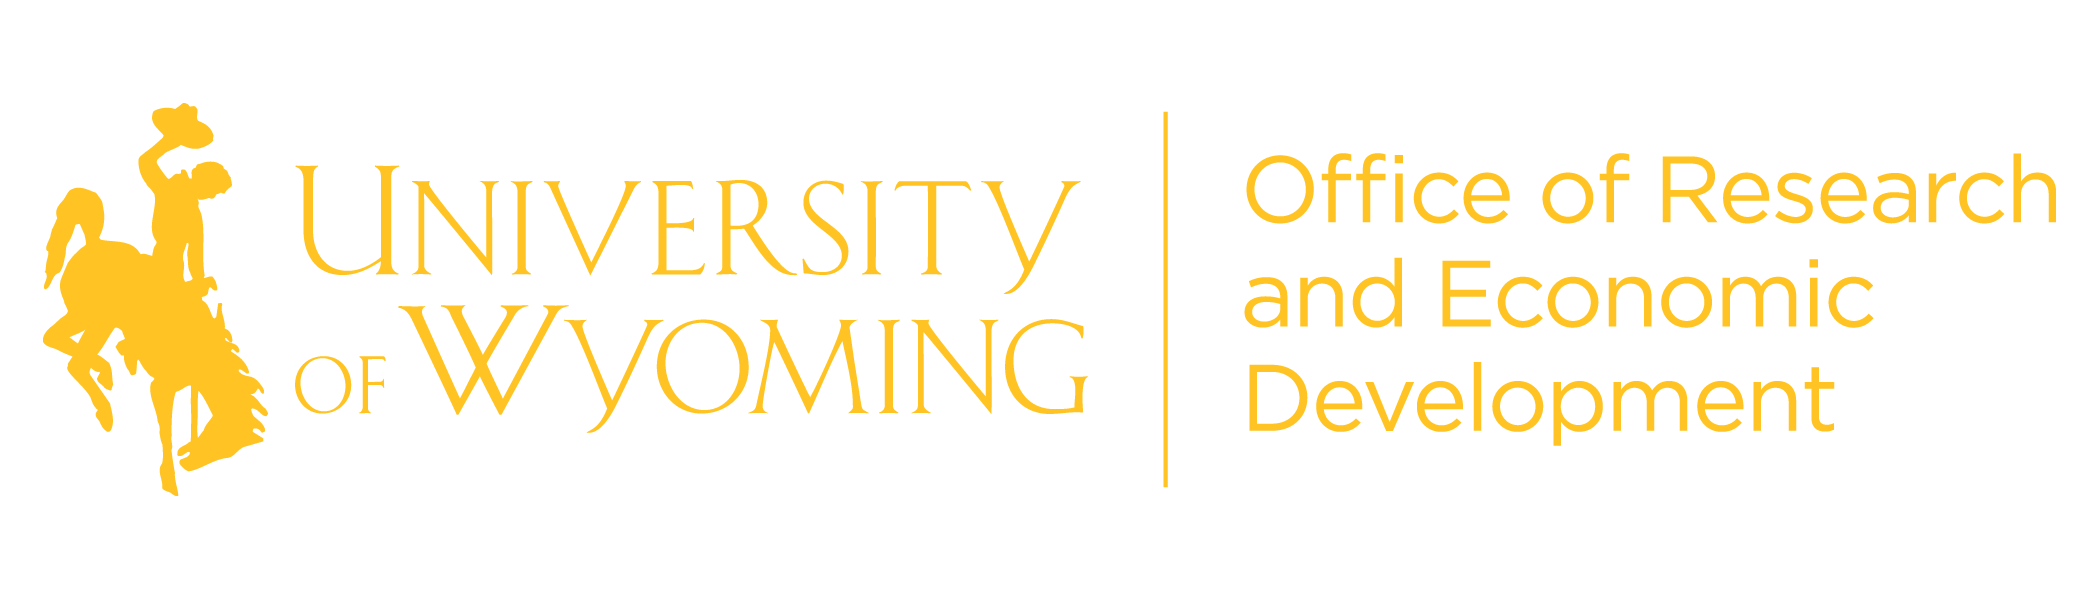 UNIVERSITY
OF WYOMING
Office of Research
and Economic
Development